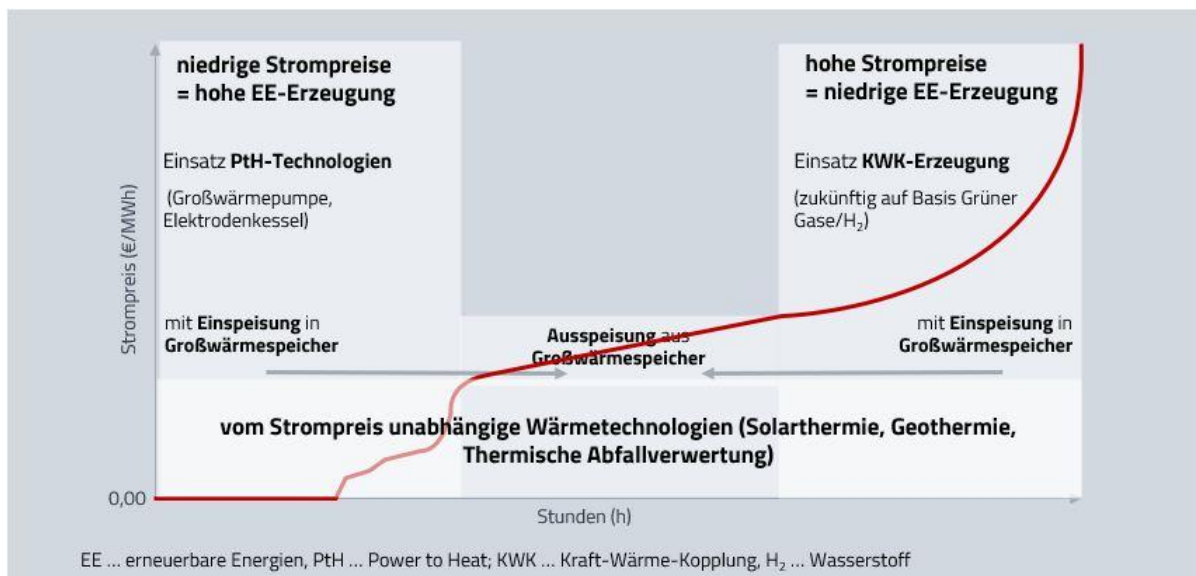 niedrige Strompreise
= hohe EE-Erzeugung
Einsatz PtH-Technologien
(Großwärmepumpe,
Elektrodenkessel)
mit Einspeisung in
Großwärmespeicher
hohe Strompreise
= niedrige EE-Erzeugung
Einsatz KWK-Erzeugung
(zukünftig auf Basis Grüner
Gase/H₂)
mit Einspeisung in
Großwärmespeicher
Ausspeisung aus
Großwärmespeicher
vom Strompreis unabhängige Wärmetechnologien (Solarthermie, Geothermie,
Thermische Abfallverwertung)
Strompreis (€/MWh)
0,00
Stunden (h)
EE ... erneuerbare Energien, PtH ... Power to Heat; KWK ... Kraft-Wärme-Kopplung, H₂ ... Wasserstoff